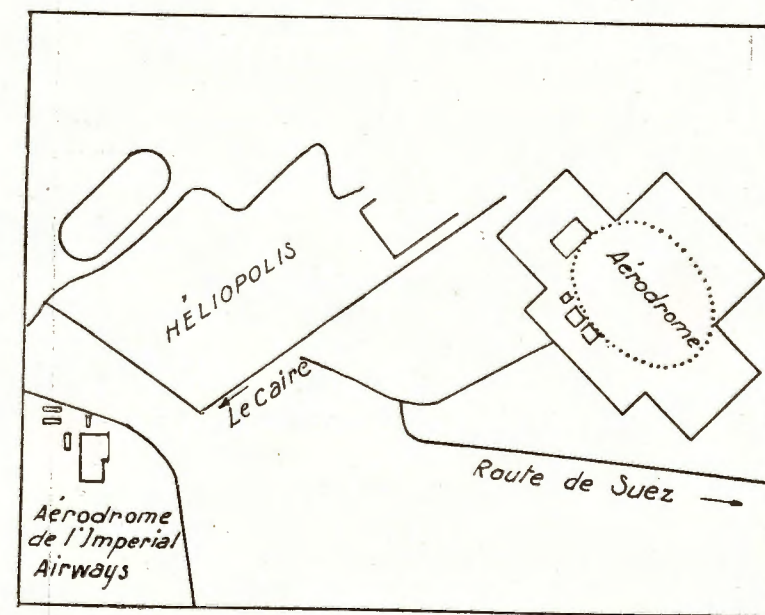 HÉLIOPOLIS
Aérodrome
Le Caire
Route de Suez
Aérodrome
de l'Imperial
Airways